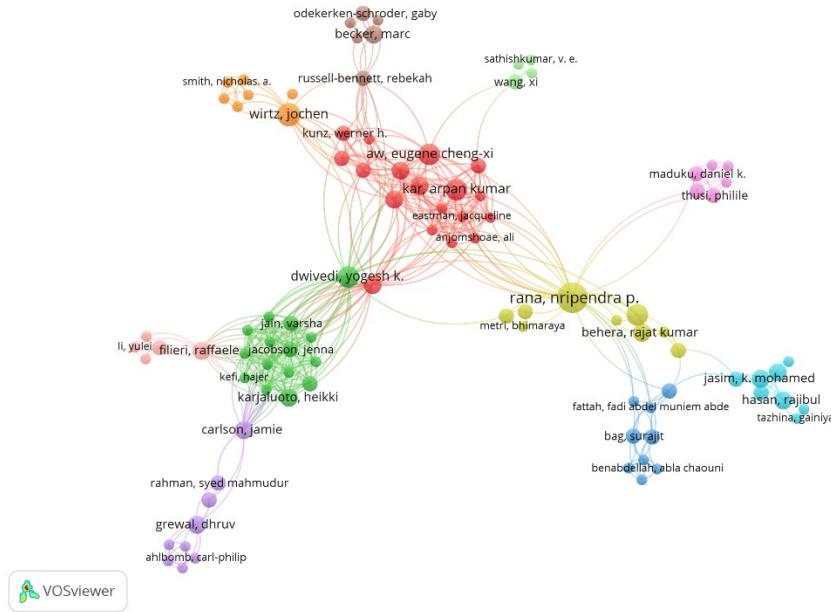 odekerken-schroder, gaby
becker, marc
sathishkumar, v. e.
smith, nicholas. a.
russell-bennett, rebekah
wang, xi
wirtz, jochen
kunz, werner h.
aw, eugene cheng-xi
maduku, daniel k.
kar, arpan kumar
thusi, philile
eastman, jacqueline
anjomshoae, ali
dwivedi, yogesh k.
rana, nripendra p.
jain, varsha
metri, bhimaraya
behera, rajat kumar
li, yulei
filieri, raffaele
jacobson, jenna
kefi, hajer
jasim, k. mohamed
karjaluoto, heikki
fattah, fadi abdel muniem abde
hasan, rajibul
tazhina, gainiya
carlson, jamie
bag, surajit
benabdellah, abla chaouni
rahman, syed mahmudur
grewal, dhruv
ahlbomb, carl-philip
VOSviewer